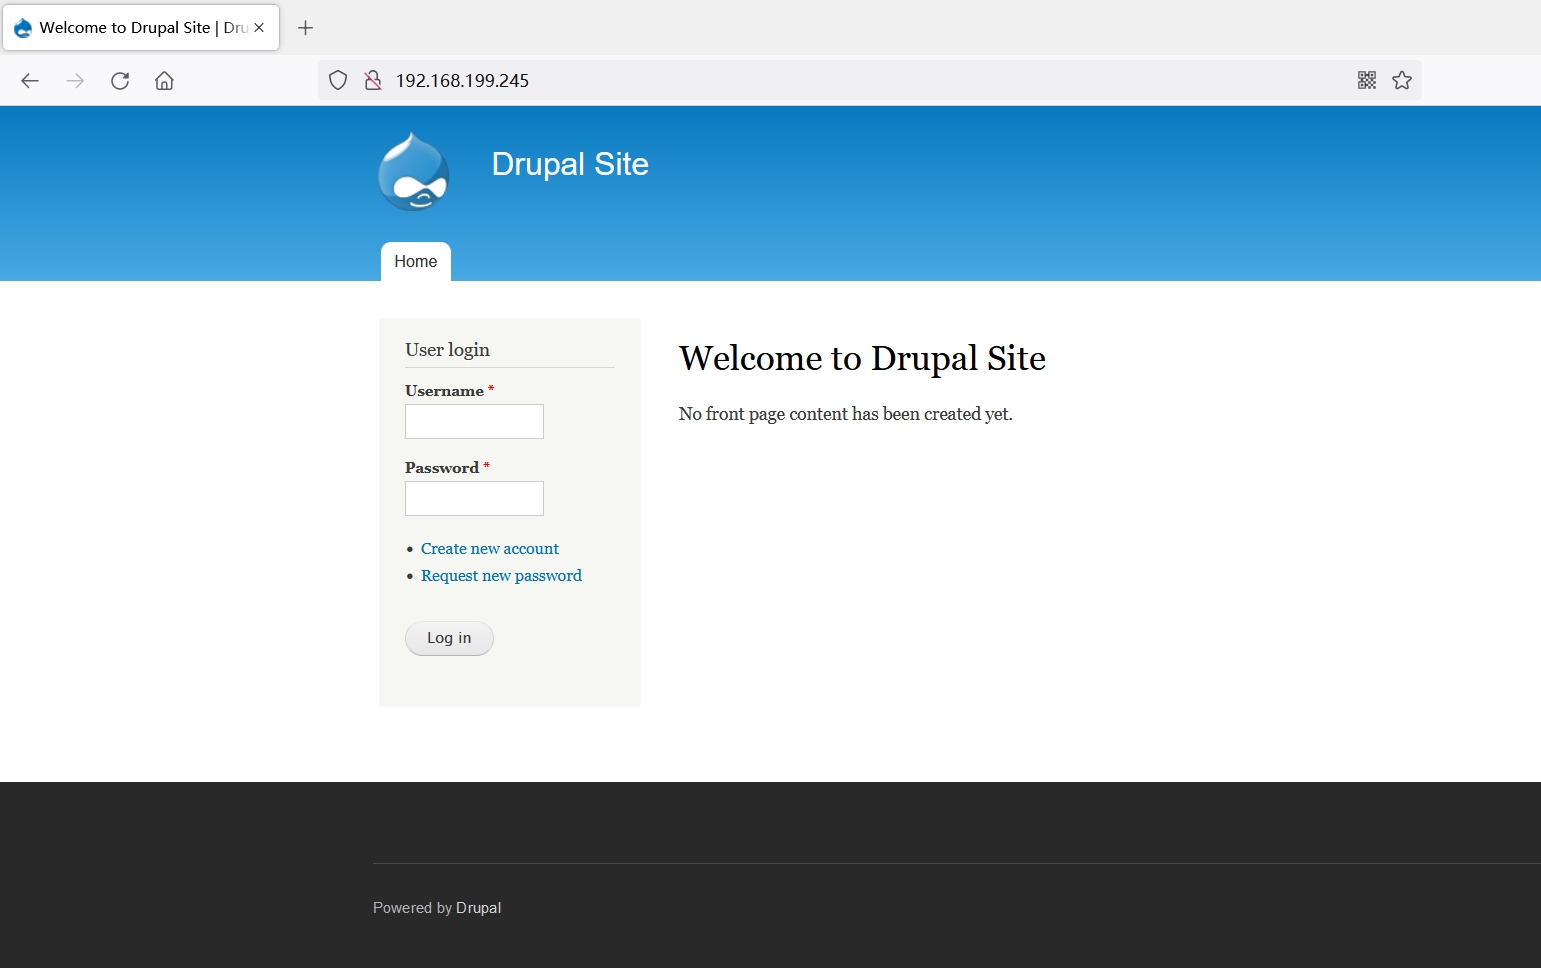 Welcome to Drupal Site | Dru
192.168.199.245
Drupal Site
Home
User login
Username *
Password *
Create new account
Request new password
Log in
Welcome to Drupal Site
No front page content has been created yet.
Powered by Drupal